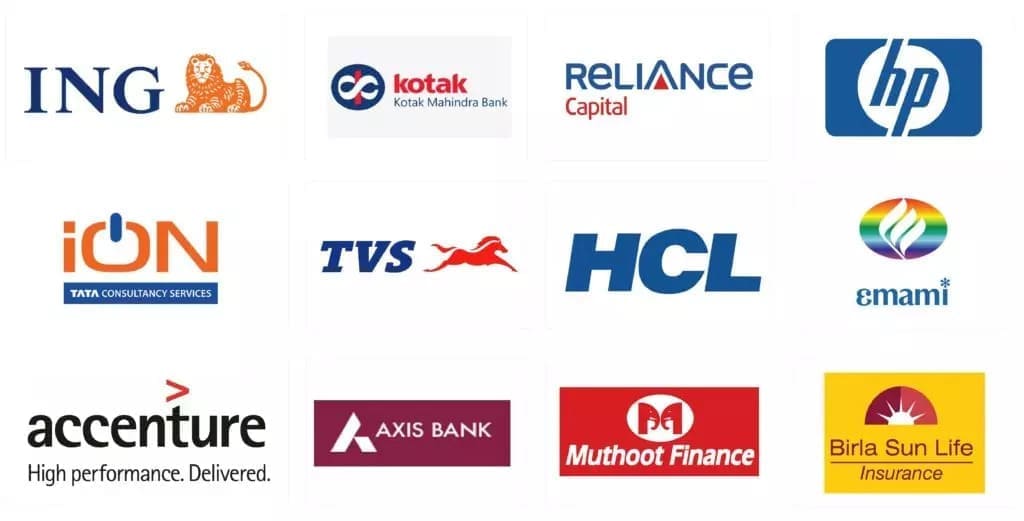 ING
kotak
Kotak Mahindra Bank
RELIANCE
Capital
hp
iON
TATA CONSULTANCY SERVICES
TVS
HCL
emami*
accenture
High performance. Delivered.
AXIS BANK
Muthoot Finance
Birla Sun Life
Insurance